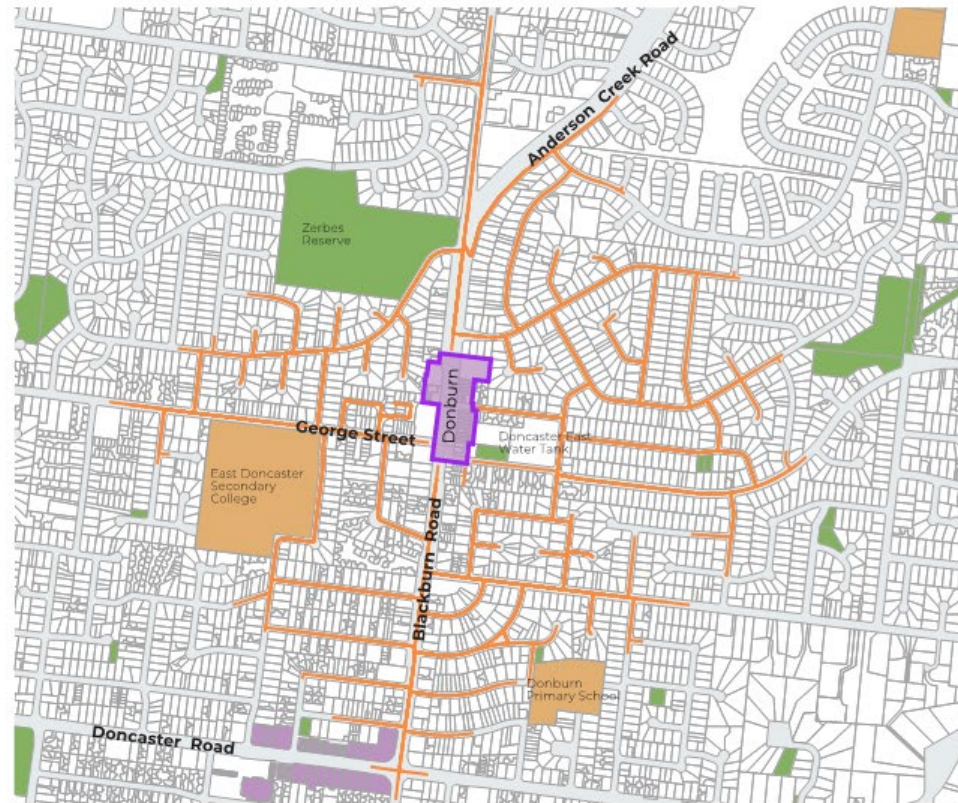 Anderson Creek Road
Zerbes
Reserve
Donburn
George Street
Doncaster East
Water Tank
East Doncaster
Secondary
College
Blackburn Road
Donburn
Primary School
Doncaster Road